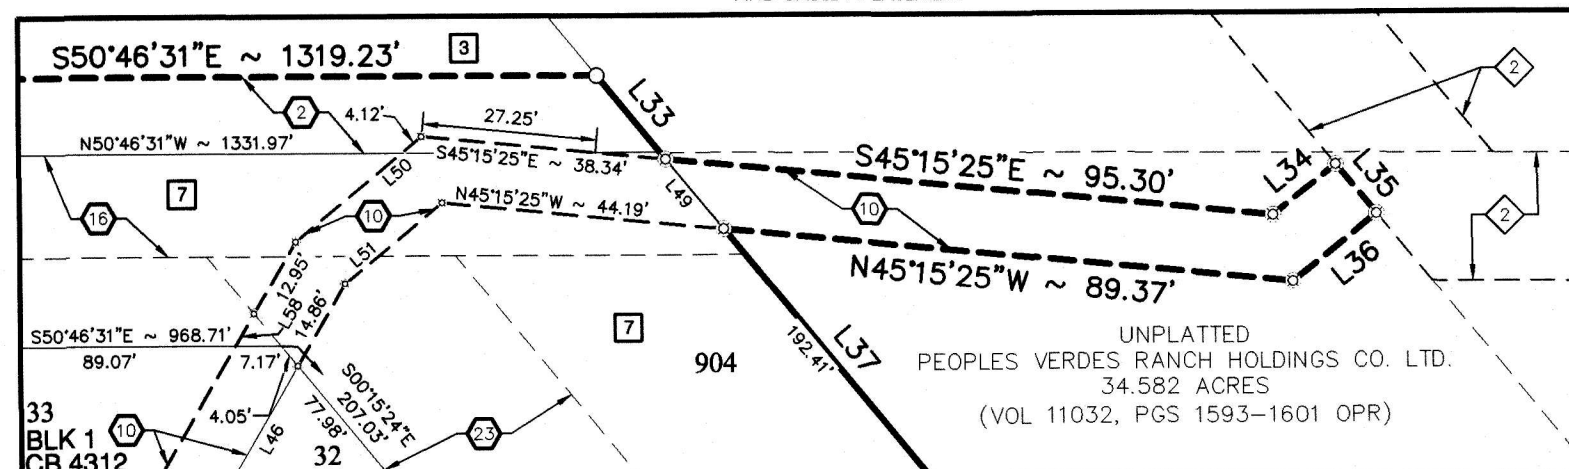 S50°46'31"E ~ 1319.23'
3
2
L33
4.12'
27.25'
2
N50°46'31"W ~ 1331.97'
L50
S45°15'25"E ~ 38.34'
S45°15'25"E ~ 95.30'
L34
L35
7
16
10
N45°15'25"W ~ 44.19'
L49
10
2
L51
N45°15'25"W ~ 89.37'
L36
12.95'
L58
14.86'
S50°46'31"E ~ 968.71'
89.07'
7.17'
7
904
L37
192.41'
UNPLATTED
PEOPLES VERDES RANCH HOLDINGS CO. LTD.
34.582 ACRES
(VOL 11032, PGS 1593-1601 OPR)
S00°15'24"E
207.03'
77.98'
4.05'
33
BLK 1
CB 4312
10
L46
32
23